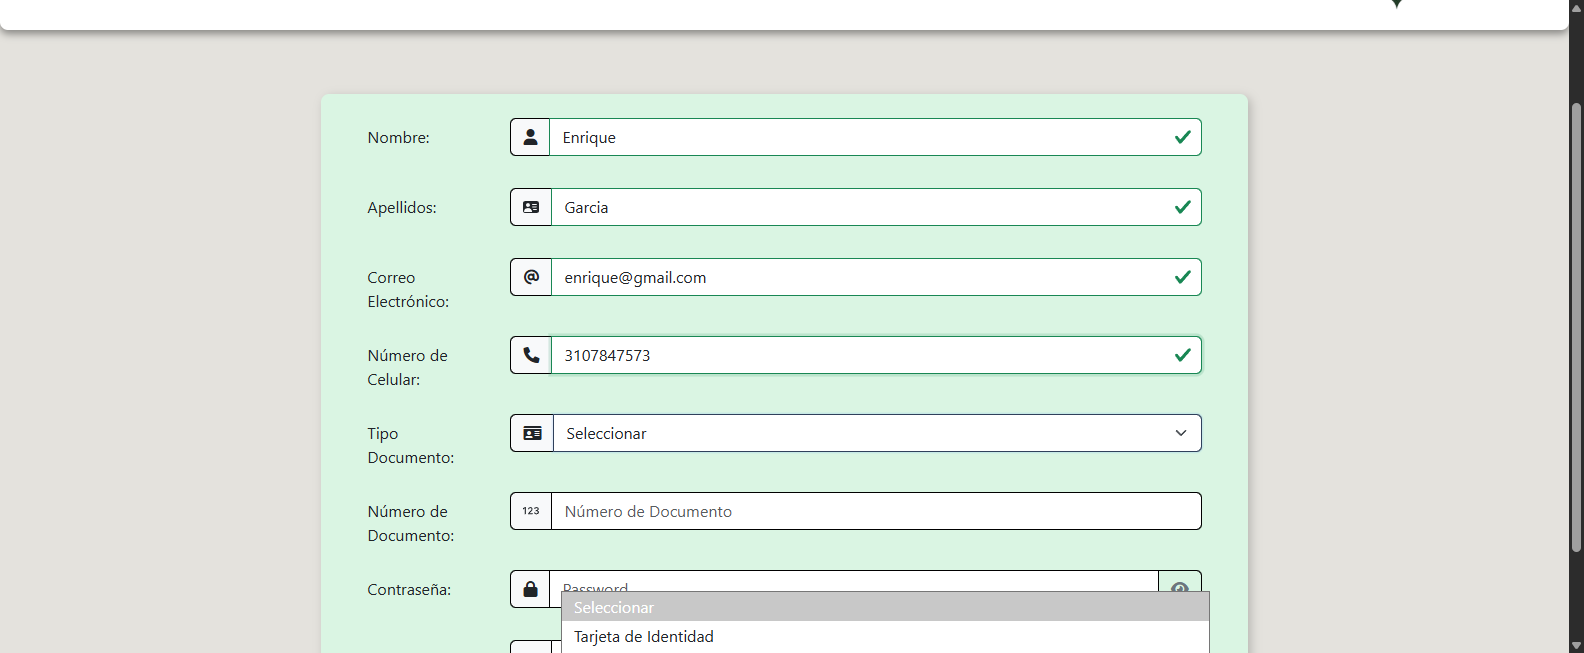 Nombre:
Enrique
Apellidos:
Garcia
Correo
Electrónico:
enrique@gmail.com
Número de
Celular:
3107847573
Tipo
Documento:
Seleccionar
Número de
Documento:
123
Número de Documento
Contraseña:
Password
Seleccionar
Tarjeta de Identidad